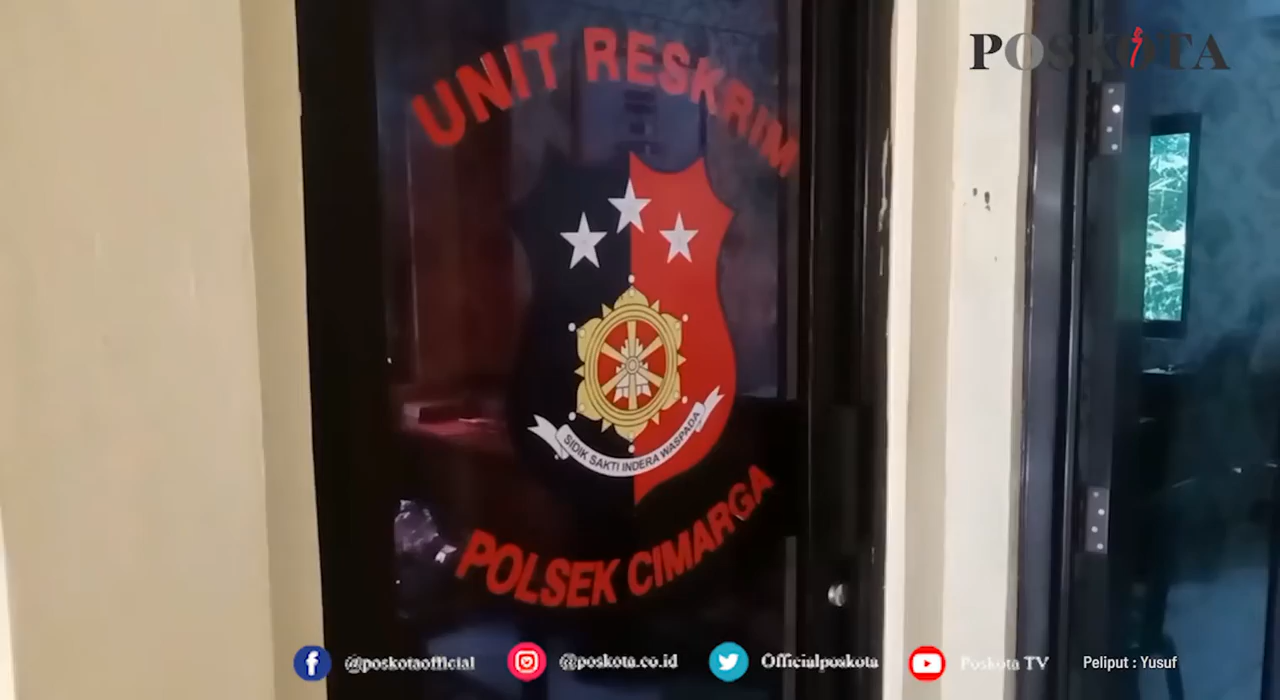 POSKOTA
UNIT RESKRIM
SIDIK SAKTI INDERA WASPADA
POLSEK CIMARGA
@poskotaofficial
@poskota.co.id
Officialposkota
Poskota TV
Peliput : Yusuf